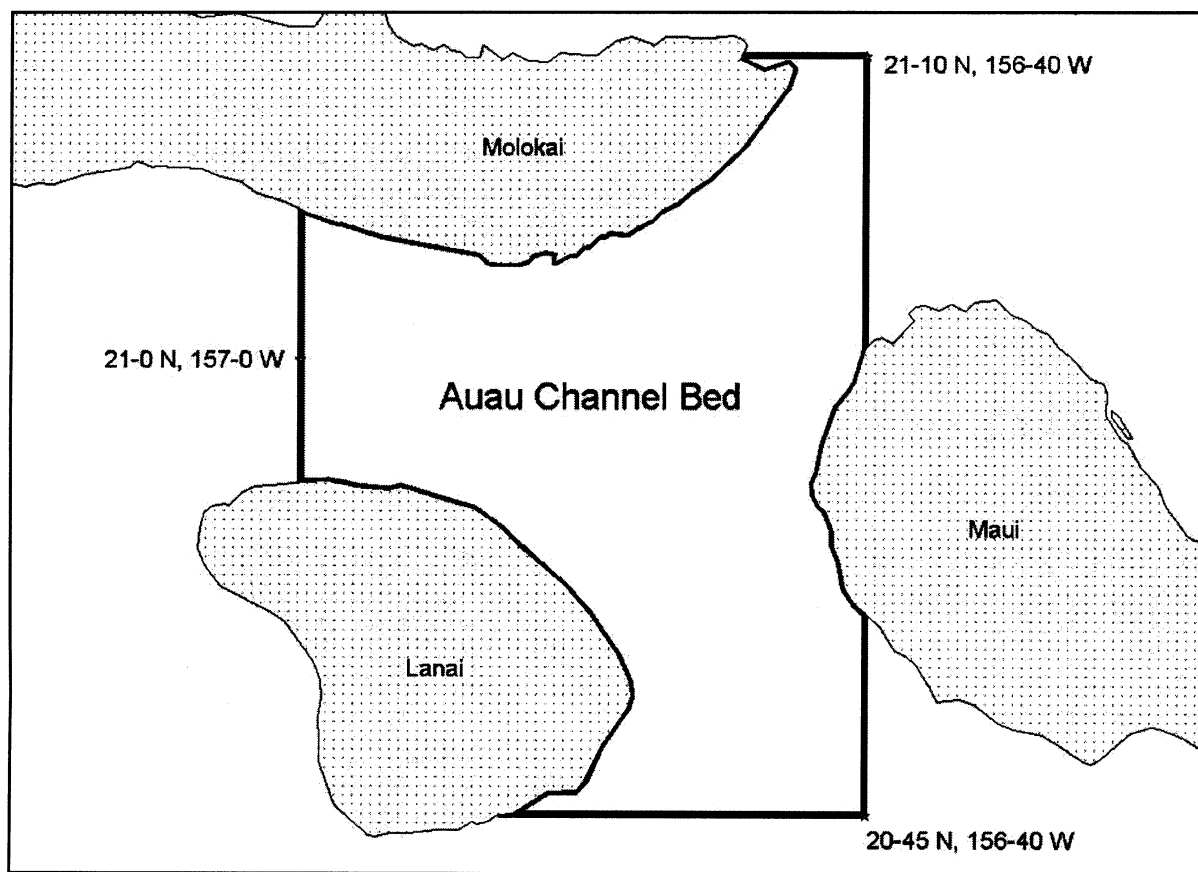 21-10 N, 156-40 W
Molokai
21-0 N, 157-0 W
Auau Channel Bed
Maui
Lanai
20-45 N, 156-40 W